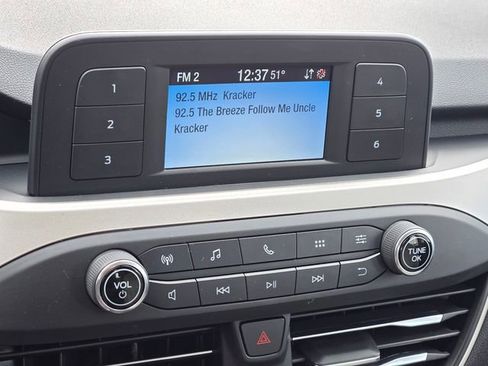 FM 2 12:37 51°
1 92.5 MHz Kracker 4
92.5 The Breeze Follow Me Uncle
Kracker
2 5
3 6
VOL
TUNE
OK